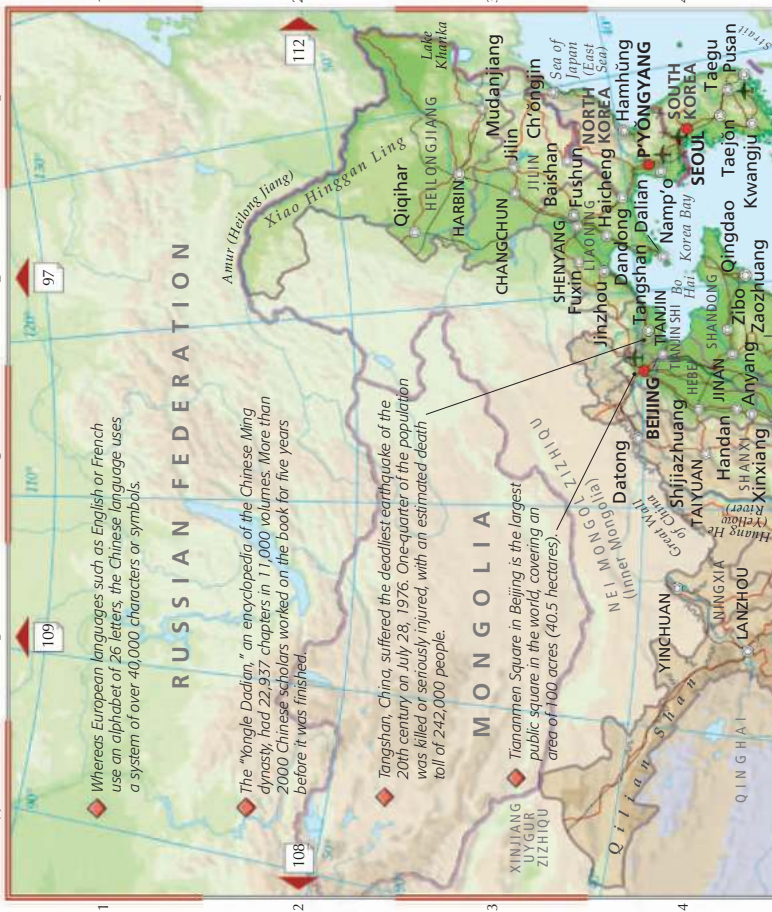 Whereas European languages such as English or French
use an alphabet of 26 letters, the Chinese language uses
a system of over 40,000 characters or symbols.
The "Yongle Dadian," an encyclopedia of the Chinese Ming
dynasty, had 22,937 chapters in 11,000 volumes. More than
2000 Chinese scholars worked on the book for five years
before it was finished.
Tangshan, China, suffered the deadliest earthquake of the
20th century on July 28, 1976. One-quarter of the population
was killed or seriously injured, with an estimated death
toll of 242,000 people.
Tiananmen Square in Beijing is the largest
public square in the world, covering an
area of 100 acres (40.5 hectares).
108
109
97
112
1
2
3
4
90°
110°
120°
130°
50°
50°
40°
RUSSIAN FEDERATION
MONGOLIA
Amur (Heilong Jiang)
Xiao Hinggan Ling
Lake
Khanka
Qiqihar
HEILONGJIANG
HARBIN
Mudanjiang
CHANGCHUN
Jilin
JILIN
Ch'ŏngjin
Sea of
Japan
(East
Sea)
Baishan
SHENYANG
Fushun
Fuxin
LIAONING
NORTH
KOREA
Jinzhou
Haicheng
Hamhŭng
Dandong
P'YŎNGYANG
Tangshan
Dalian
Namp'o
SOUTH
KOREA
SEOUL
Korea Bay
Bo
Hai
Taejŏn
Taegu
Kwangju
Pusan
Strait
XINJIANG
UYGUR
ZIZHIQU
NEI MONGOL ZIZHIQU
(Inner Mongolia)
Datong
BEIJING
TIANJIN
TIANJIN SHI
HEBEI
Great Wall
of China
Shijiazhuang
TAIYUAN
JINAN
SHANDONG
Qingdao
Zibo
Handan
Anyang
Zaozhuang
SHANXI
Xinxiang
Huang He
(Yellow
River)
YINCHUAN
NINGXIA
LANZHOU
Qilian Shan
QINGHAI